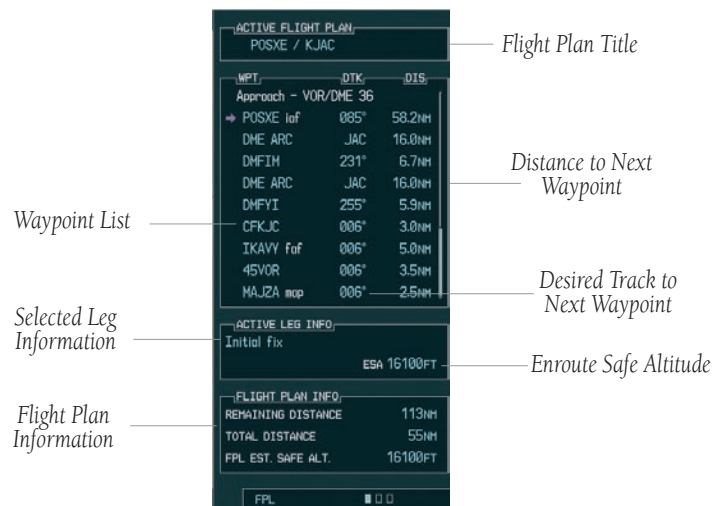 ACTIVE FLIGHT PLAN
POSXE / KJAC
Flight Plan Title
WPT DTK DIS
Approach – VOR/DME 36
POSXE iaf 085° 58.2NM
DME ARC JAC 16.0NM
DMFIM 231° 6.7NM
DME ARC JAC 16.0NM
DMFYI 255° 5.9NM
CFKJC 006° 3.0NM
IKAVY faf 006° 5.0NM
45VOR 006° 3.5NM
MAJZA map 006° 2.5NM
Distance to Next
Waypoint
Waypoint List
Desired Track to
Next Waypoint
Selected Leg
Information
ACTIVE LEG INFO
Initial fix
ESA 16100FT
Enroute Safe Altitude
Flight Plan
Information
FLIGHT PLAN INFO
REMAINING DISTANCE 113NM
TOTAL DISTANCE 55NM
FPL EST. SAFE ALT. 16100FT
FPL